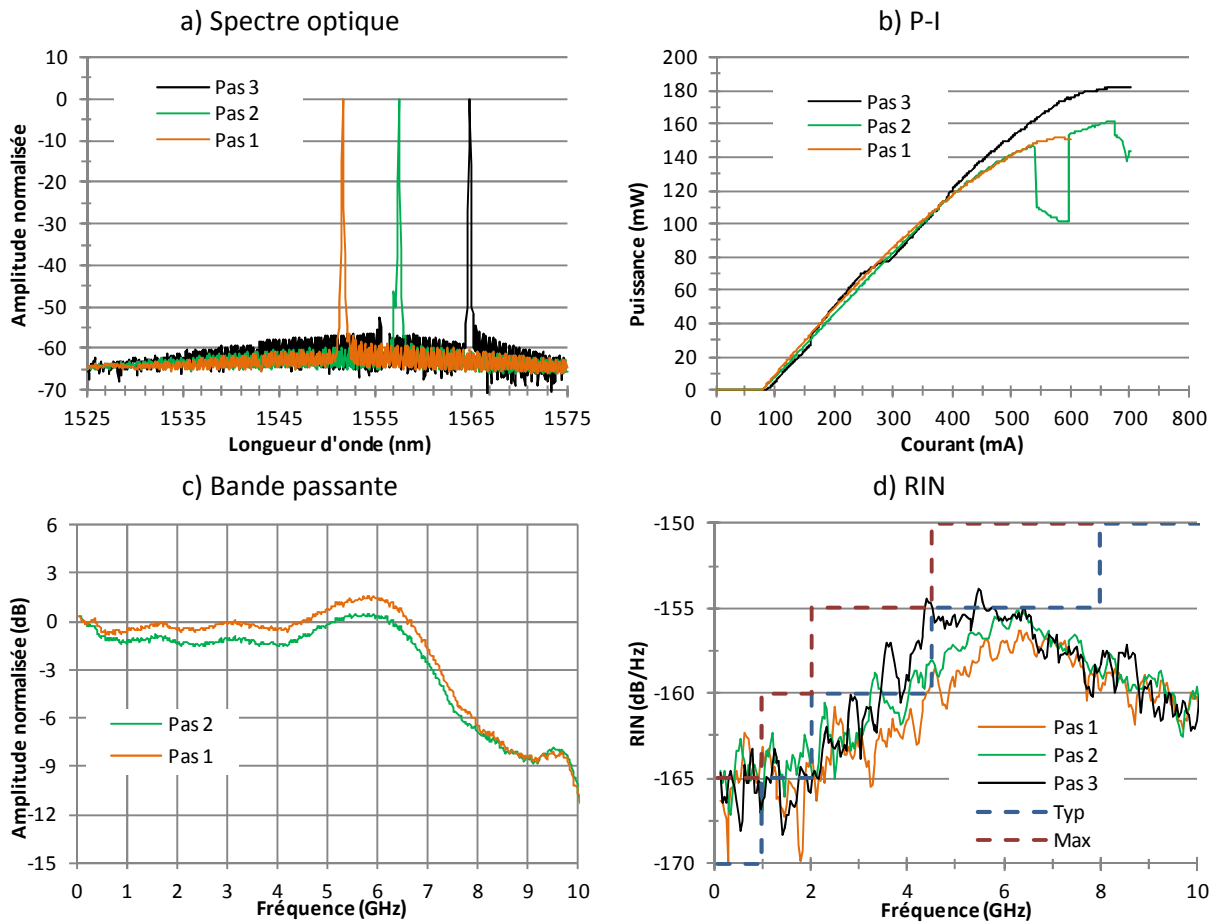 a) Spectre optique
Amplitude normalisée
10
0
-10
-20
-30
-40
-50
-60
-70
Pas 3
Pas 2
Pas 1
1525
1535
1545
1555
1565
1575
Longueur d'onde (nm)
b) P-I
Puissance (mW)
200
180
160
140
120
100
80
60
40
20
0
Pas 3
Pas 2
Pas 1
0
100
200
300
400
500
600
700
800
Courant (mA)
c) Bande passante
Amplitude normalisée (dB)
6
3
0
-3
-6
-9
-12
-15
Pas 2
Pas 1
0
1
2
3
4
5
6
7
8
9
10
Fréquence (GHz)
d) RIN
RIN (dB/Hz)
-150
-155
-160
-165
-170
Pas 1
Pas 2
Pas 3
Typ
Max
0
2
4
6
8
10
Fréquence (GHz)